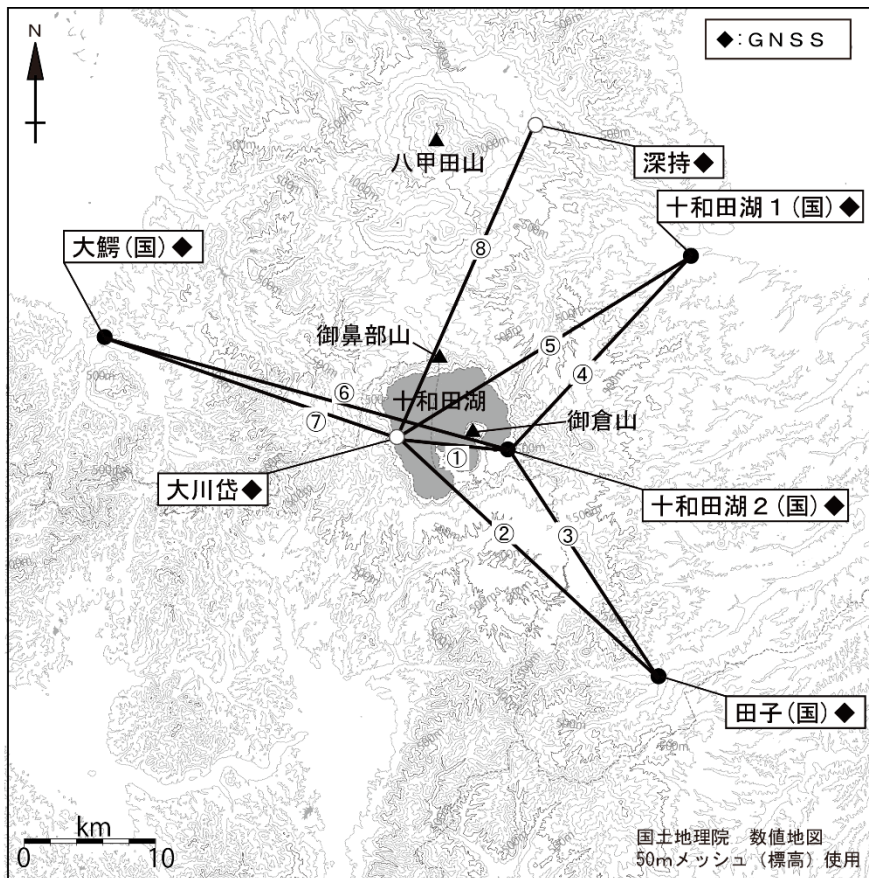 N
◆:GNSS
八甲田山
深持◆
十和田湖1(国)◆
大鰐(国)◆
⑧
御鼻部山
⑤
④
⑥
十和田湖
⑦
御倉山
①
大川岱◆
十和田湖2(国)◆
②
③
田子(国)◆
km
0 10
国土地理院 数値地図
50mメッシュ(標高)使用
500m
1000m